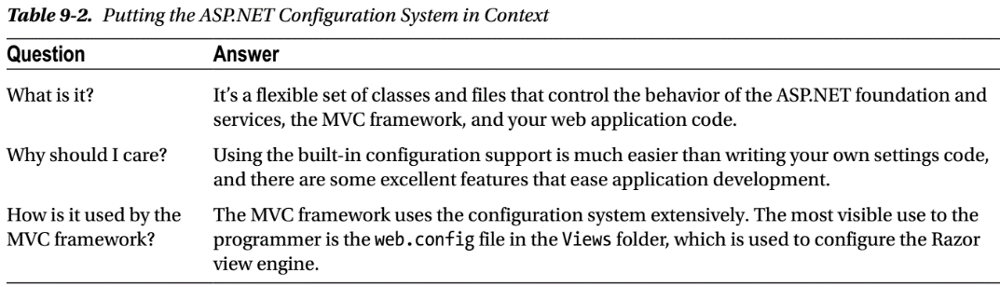 Table 9-2. Putting the ASP.NET Configuration System in Context
Question Answer
What is it? It's a flexible set of classes and files that control the behavior of the ASP.NET foundation and
services, the MVC framework, and your web application code.
Why should I care? Using the built-in configuration support is much easier than writing your own settings code,
and there are some excellent features that ease application development.
How is it used by the The MVC framework uses the configuration system extensively. The most visible use to the
MVC framework? programmer is the web.config file in the Views folder, which is used to configure the Razor
view engine.